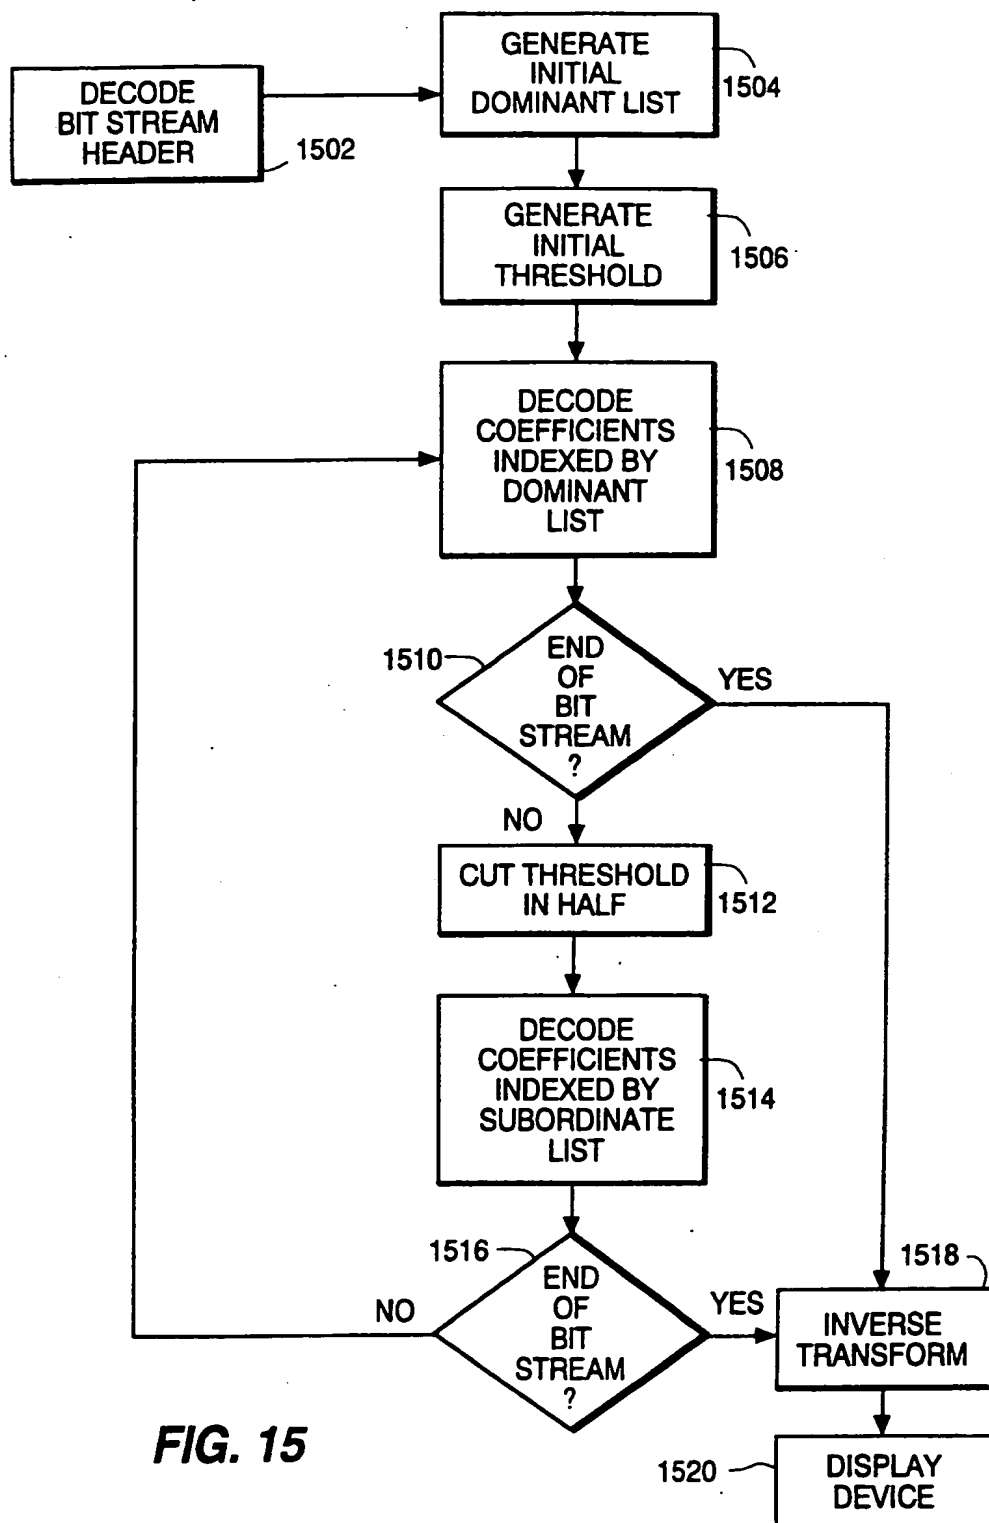 GENERATE
INITIAL
DOMINANT LIST
1504
DECODE
BIT STREAM
HEADER
1502
GENERATE
INITIAL
THRESHOLD
1506
DECODE
COEFFICIENTS
INDEXED BY
DOMINANT
LIST
1508
1510
END
OF
BIT
STREAM
?
YES
NO
CUT THRESHOLD
IN HALF
1512
DECODE
COEFFICIENTS
INDEXED BY
SUBORDINATE
LIST
1514
1516
END
OF
BIT
STREAM
?
NO
YES
1518
INVERSE
TRANSFORM
FIG. 15
1520
DISPLAY
DEVICE